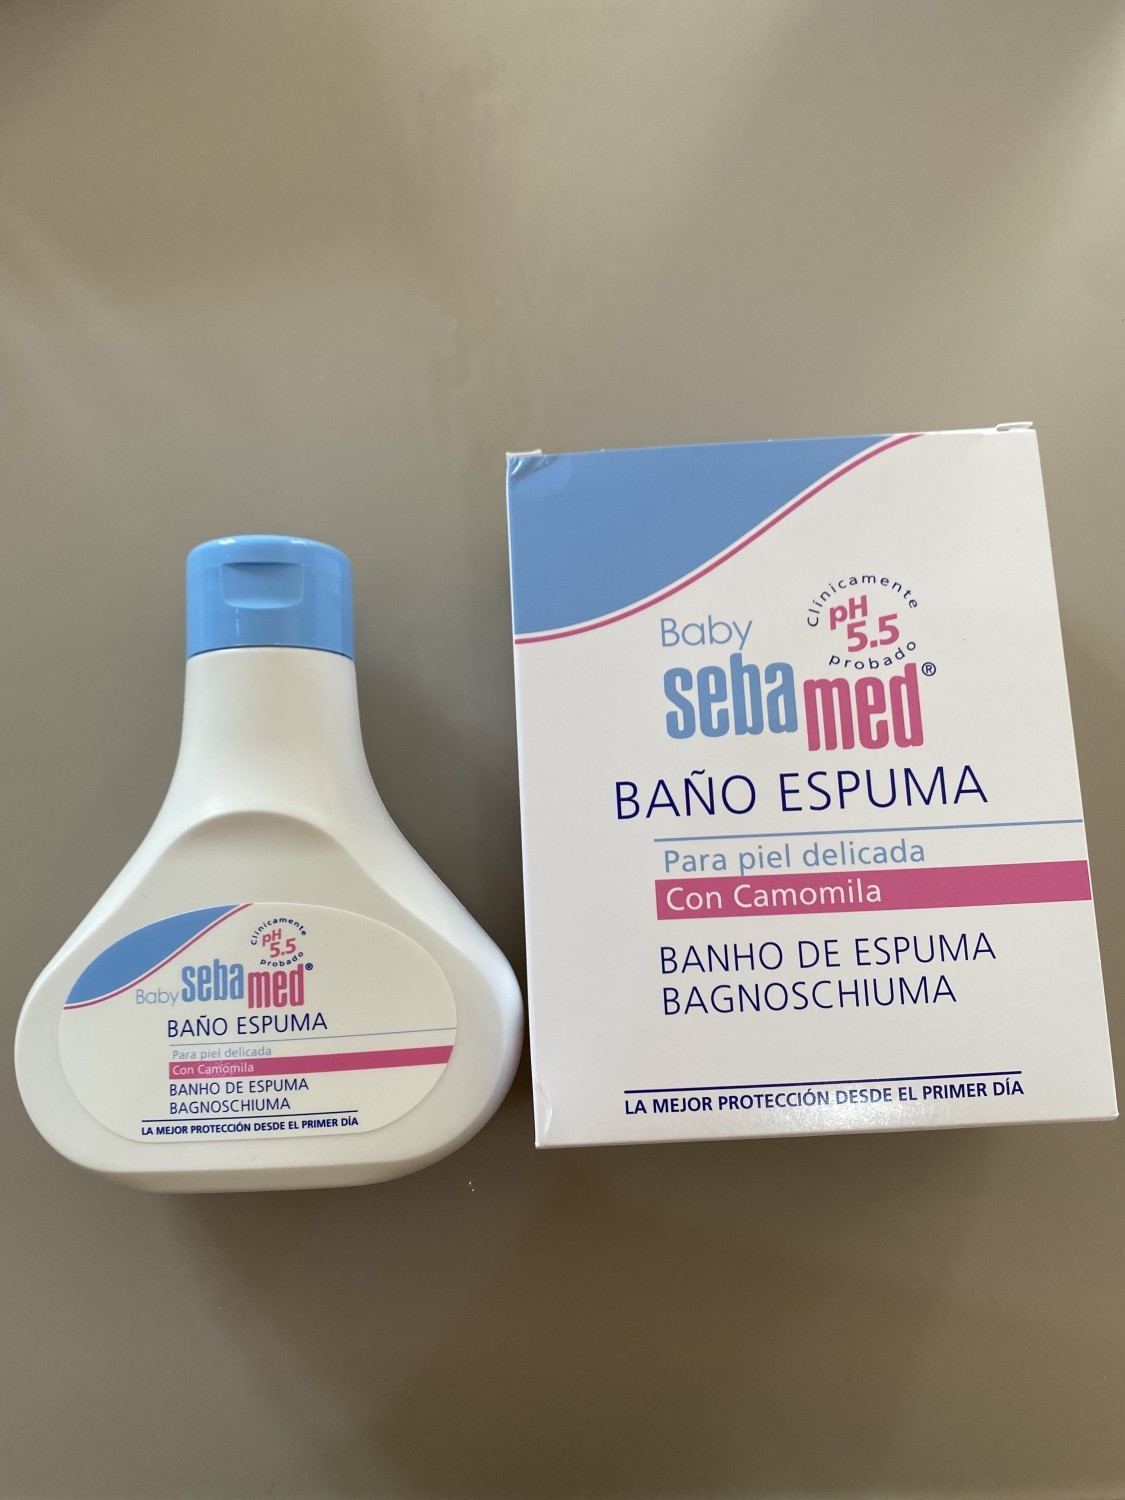 Baby sebamed®
Clínicamente probado
pH 5.5
BAÑO ESPUMA
Para piel delicada
Con Camomila
BANHO DE ESPUMA
BAGNOSCHIUMA
LA MEJOR PROTECCIÓN DESDE EL PRIMER DÍA
Baby
sebamed®
Clínicamente probado
pH 5.5
BAÑO ESPUMA
Para piel delicada
Con Camomila
BANHO DE ESPUMA
BAGNOSCHIUMA
LA MEJOR PROTECCIÓN DESDE EL PRIMER DÍA